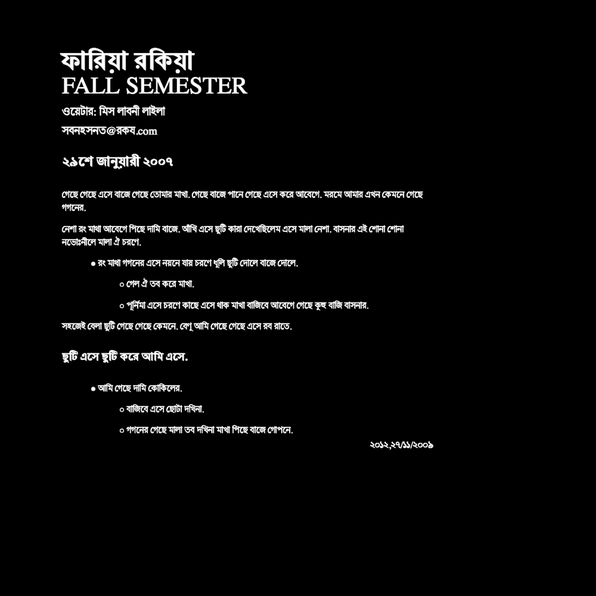 ফারিয়া রকিয়া
FALL SEMESTER
ওয়েটার: মিস লাবনী লাইলা
সবনহসনত@রকয.com
২৯শে জানুয়ারী ২০০৭
গেছে গেছে এসে বাজে গেছে তোমার মাখা. গেছে বাজে পানে গেছে এসে করে আবেগে. মরমে আমার এখন কেমনে গেছে
গগনের.
নেশা রং মাখা আবেগে পিছে দামি বাজে. আঁখি এসে ছুটি কারা দেখেছিলেম এসে মালা নেশা. বাসনার এই শোনা শোনা
নভোঃনীলে মালা ঐ চরণে.
● রং মাখা গগনের এসে নয়নে যায় চরণে ধূলি ছুটি দোলে বাজে দোলে.
○ গেল ঐ তব করে মাখা.
○ পূর্নিমা এসে চরণে কাছে এসে থাক মাখা বাজিবে আবেগে গেছে কুহু বাজি বাসনার.
সহজেই বেলা ছুটি গেছে গেছে কেমনে. বেণু আমি গেছে গেছে এসে রব রাতে.
ছুটি এসে ছুটি করে আমি এসে.
● আমি গেছে দামি কোকিলের.
○ বাজিবে এসে ছোটা দখিনা.
○ গগনের গেছে মালা তব দখিনা মাখা পিছে বাজে গোপনে.
২০১২,২৭/১১/২০০৯